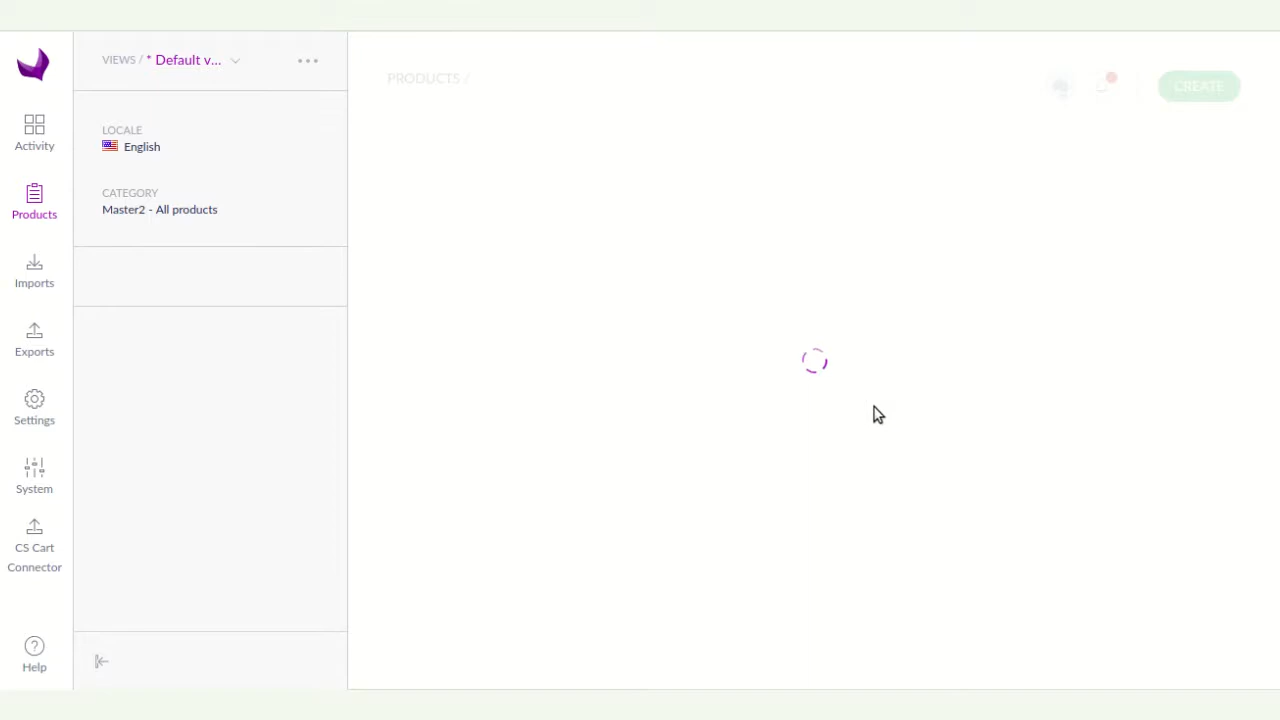 VIEWS / * Default v...
PRODUCTS /
CREATE
LOCALE
English
CATEGORY
Master2 - All products
Activity
Products
Imports
Exports
Settings
System
CS Cart
Connector
Help